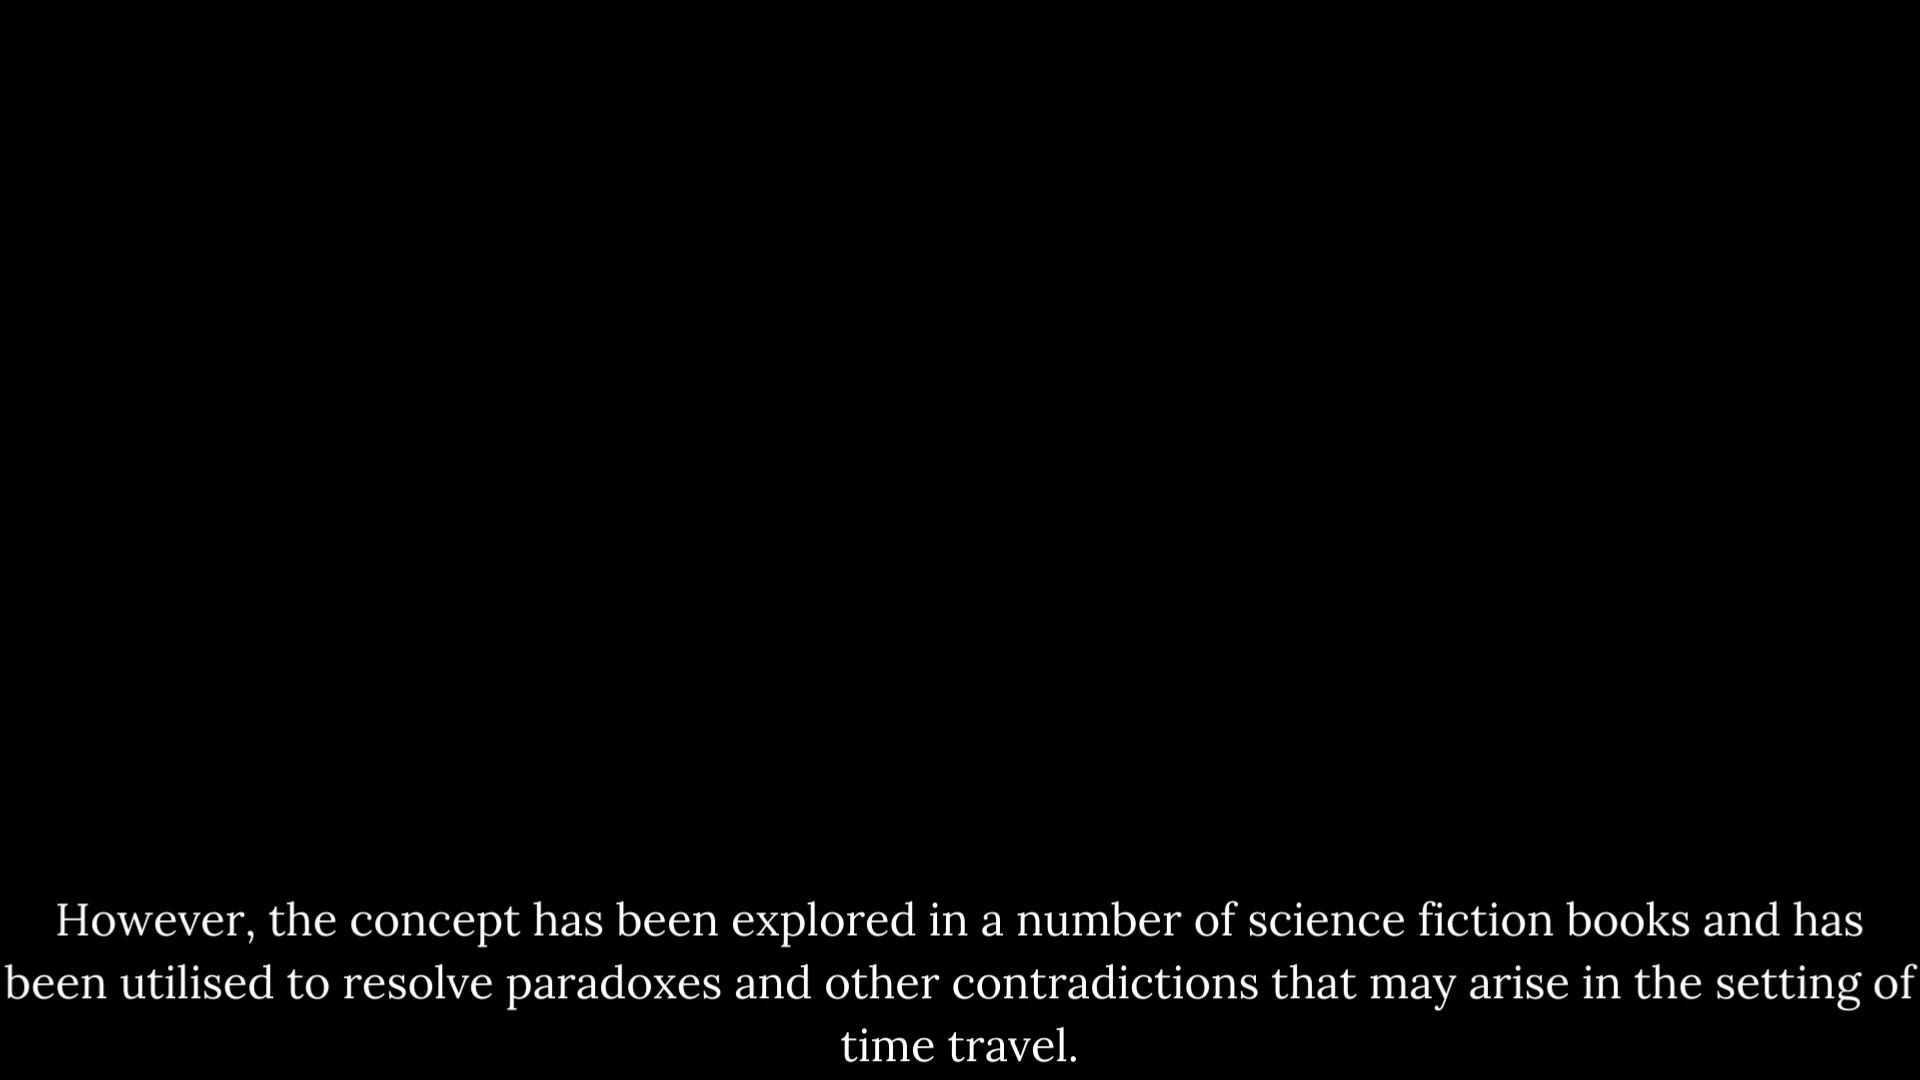 However, the concept has been explored in a number of science fiction books and has
been utilised to resolve paradoxes and other contradictions that may arise in the setting of
time travel.